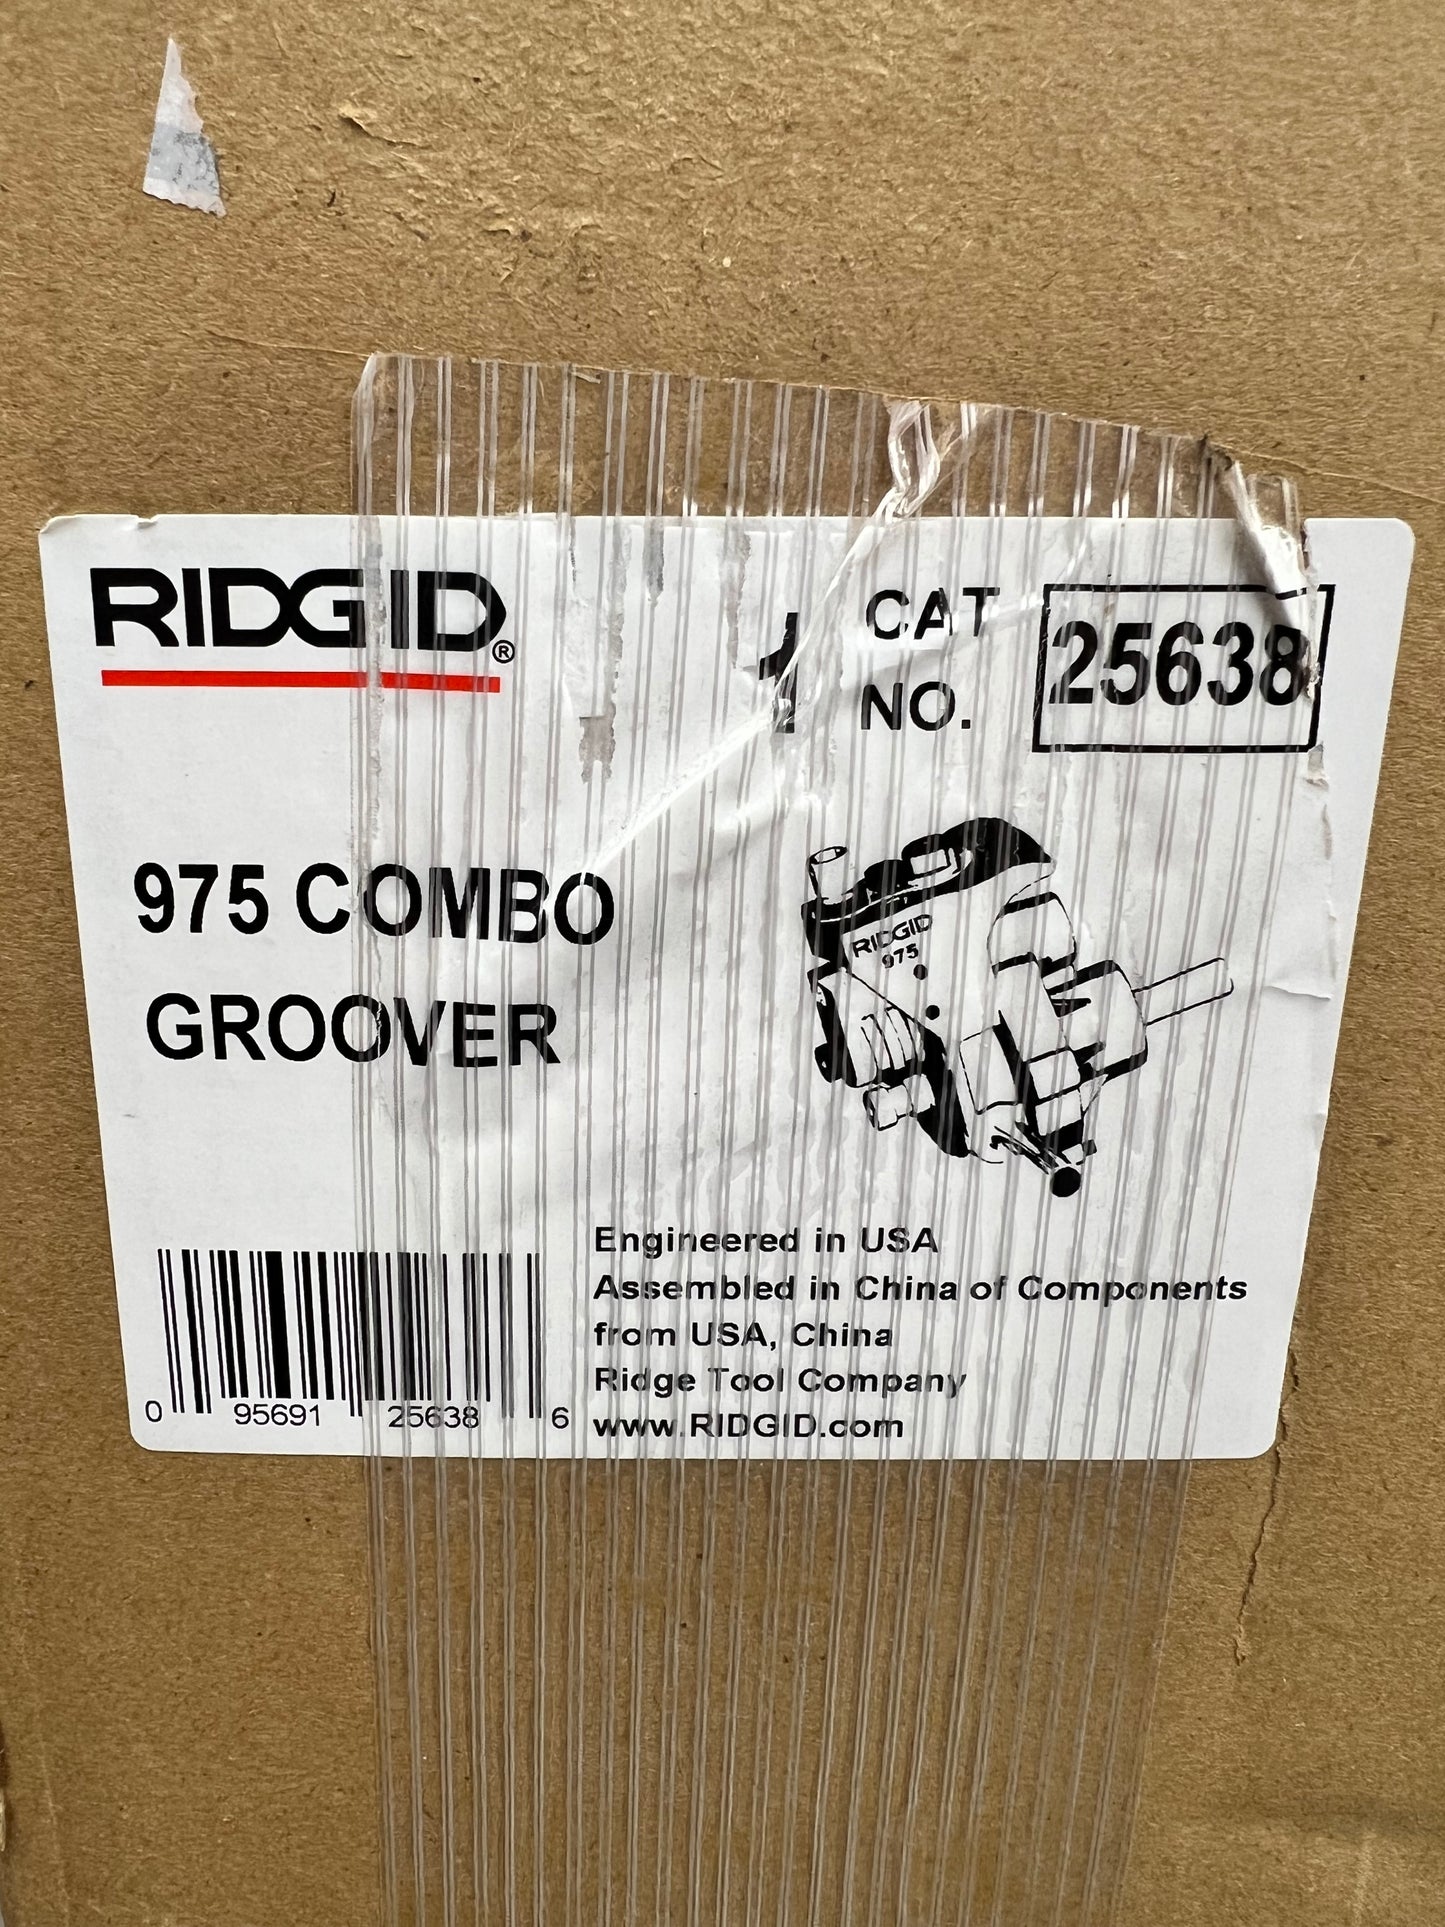 RIDGID®
1
CAT
NO.
25638
975 COMBO
GROOVER
RIDGID
975
Engineered in USA
Assembled in China of Components
from USA, China
Ridge Tool Company
www.RIDGID.com
0 95691 25638 6